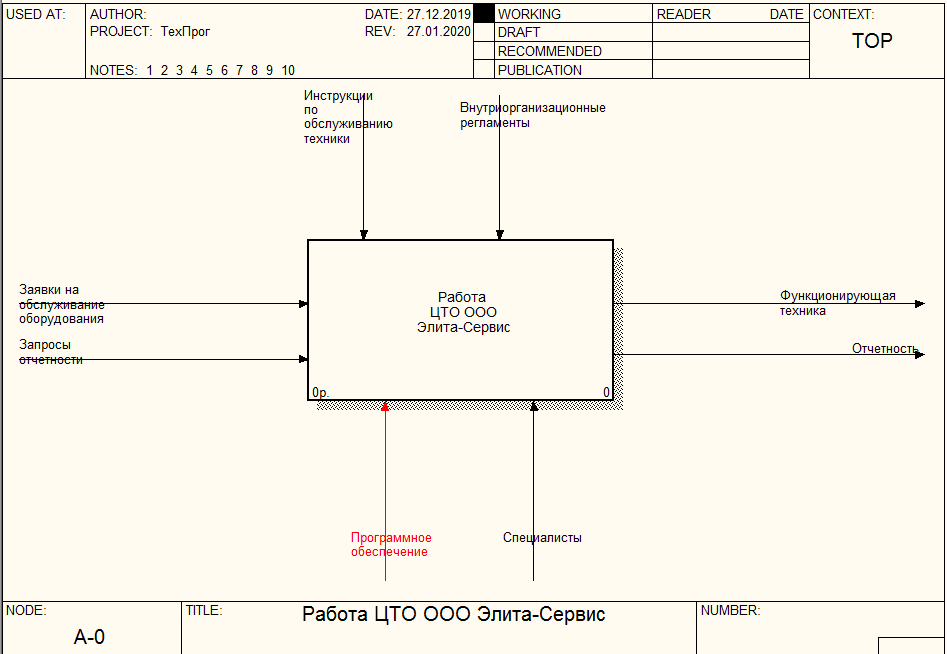 USED AT:
AUTHOR:
DATE: 27.12.2019
WORKING
READER DATE
CONTEXT:
PROJECT: ТехПрог
REV: 27.01.2020
DRAFT
TOP
RECOMMENDED
NOTES: 1 2 3 4 5 6 7 8 9 10
PUBLICATION
Инструкции
по
обслуживанию
техники
Внутриорганизационные
регламенты
Заявки на
обслуживание
оборудования
Запросы
отчетности
Работа
ЦТО ООО
Элита-Сервис
0р.
0
Функционирующая
техника
Отчетность
Программное
обеспечение
Специалисты
NODE:
A-0
TITLE:
Работа ЦТО ООО Элита-Сервис
NUMBER: